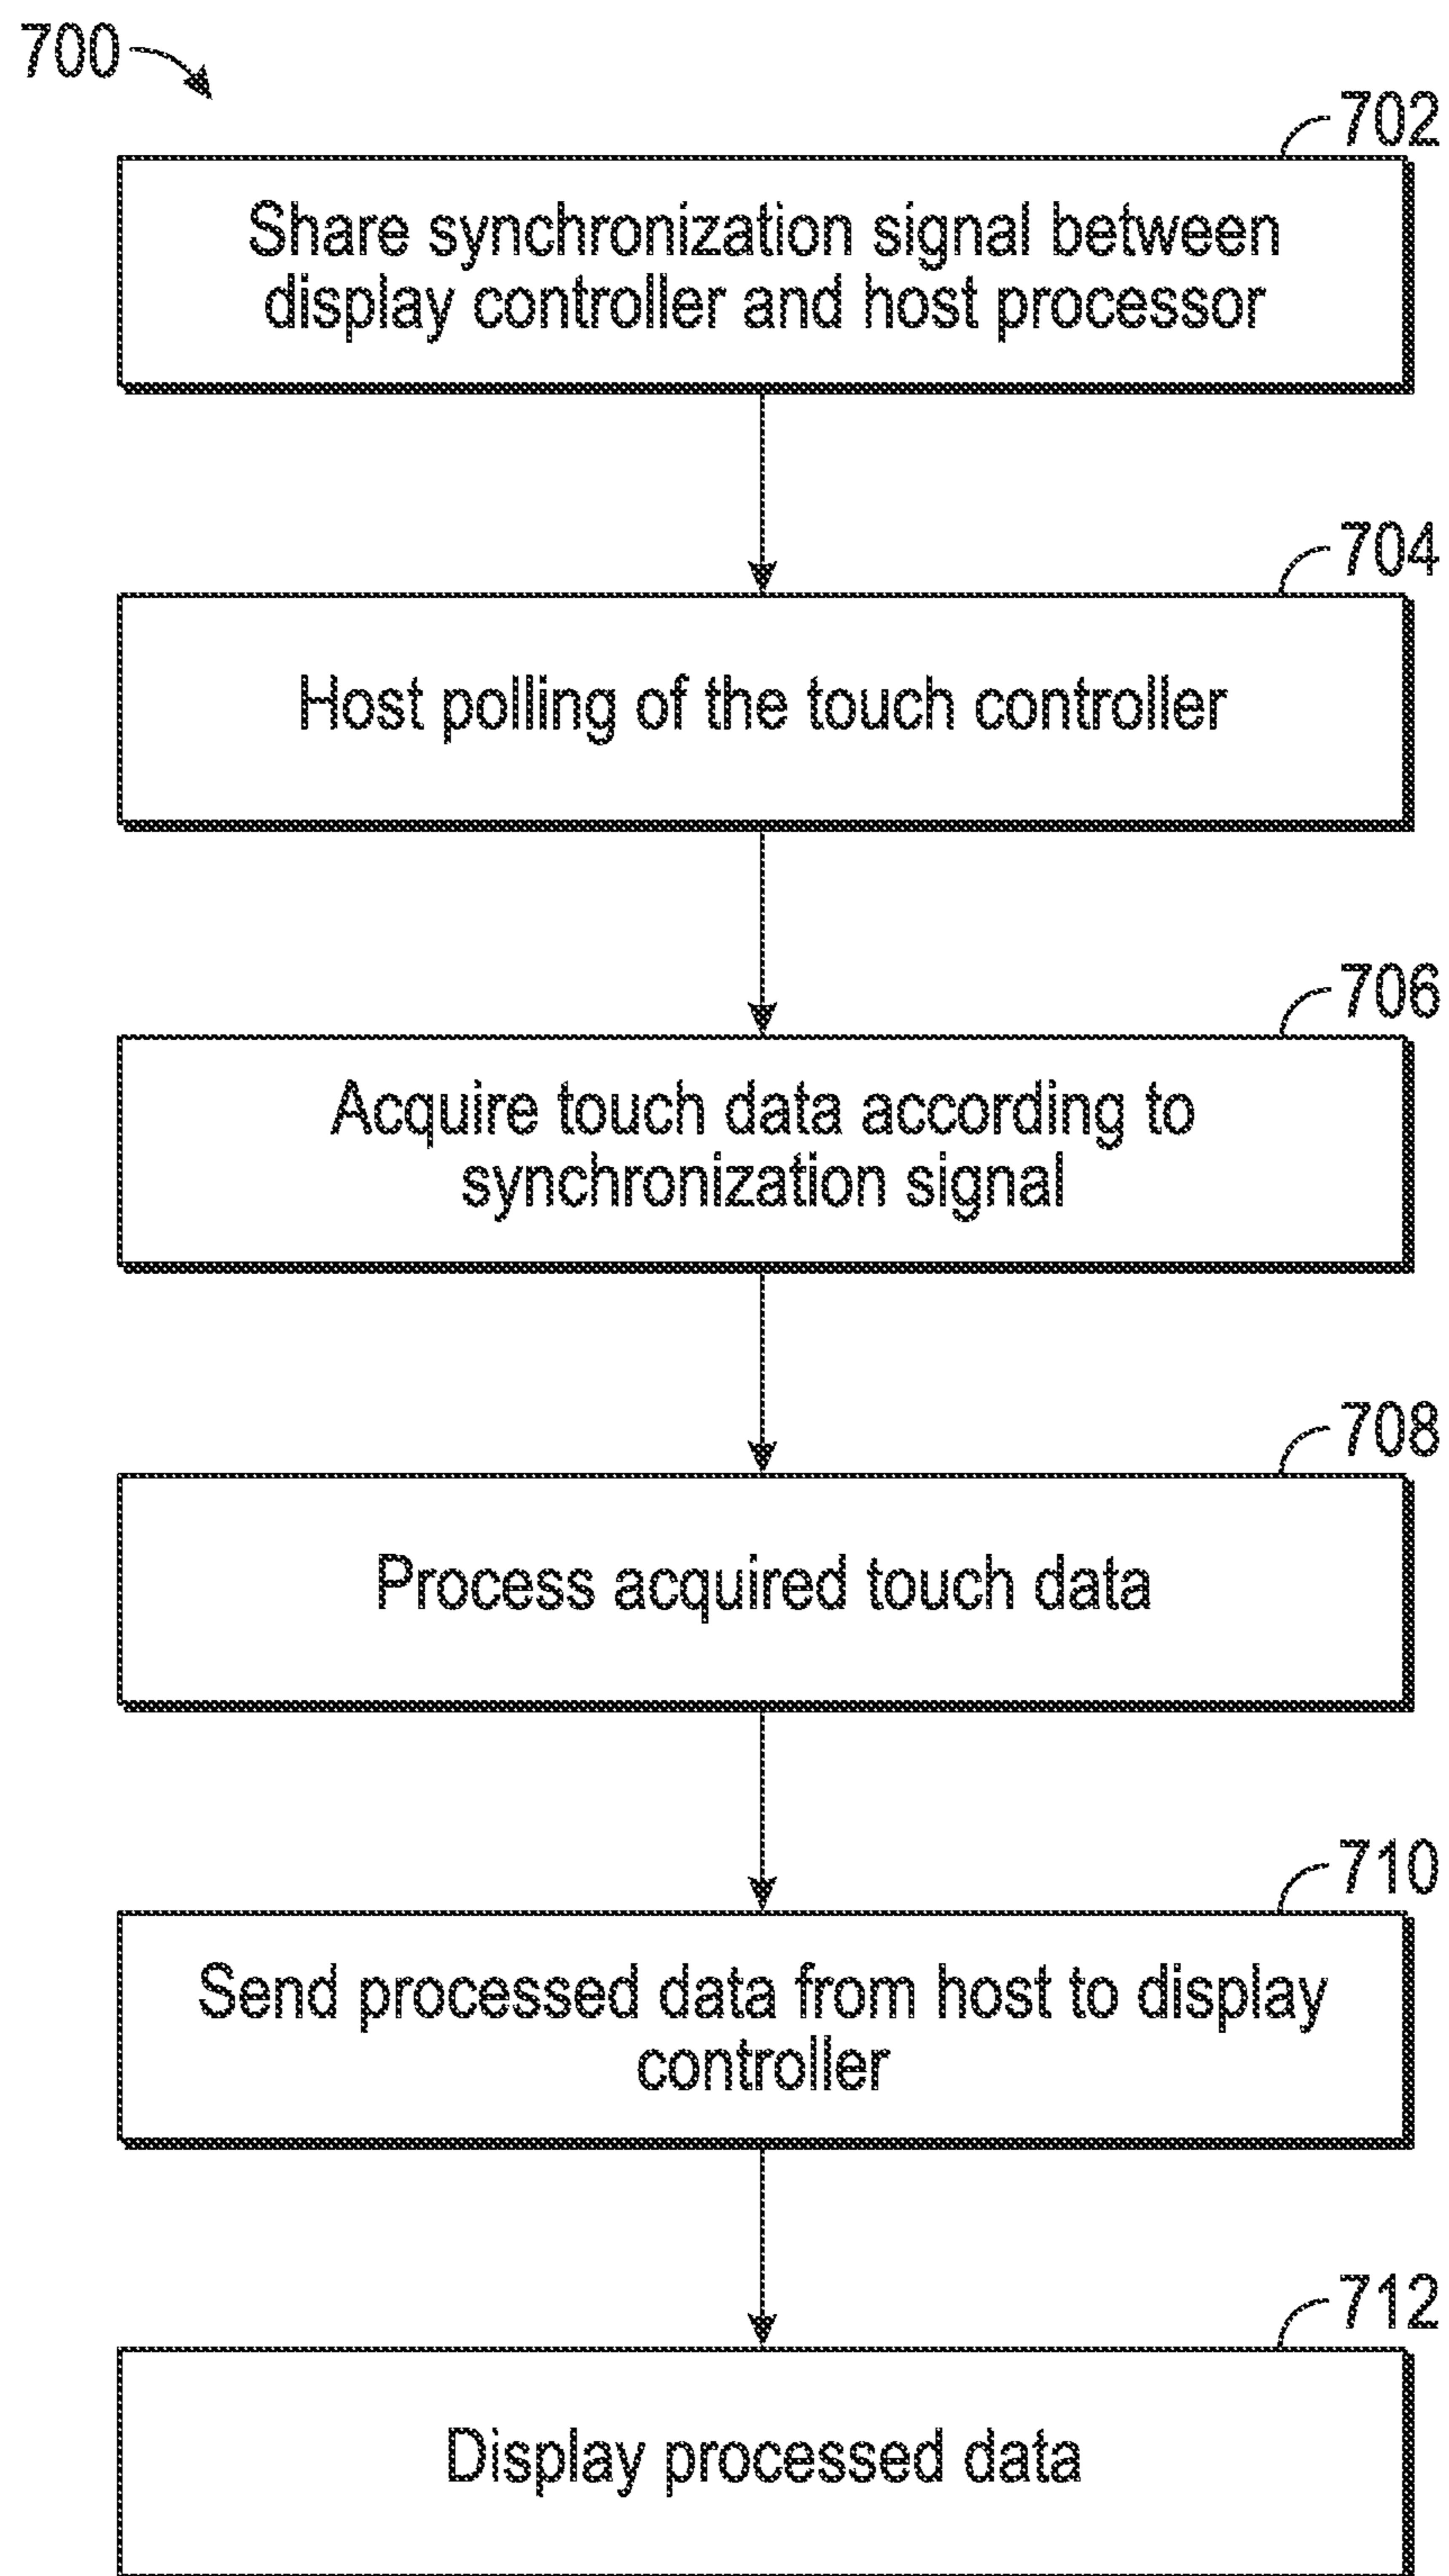 700
702
Share synchronization signal between
display controller and host processor
704
Host polling of the touch controller
706
Acquire touch data according to
synchronization signal
708
Process acquired touch data
710
Send processed data from host to display
controller
712
Display processed data